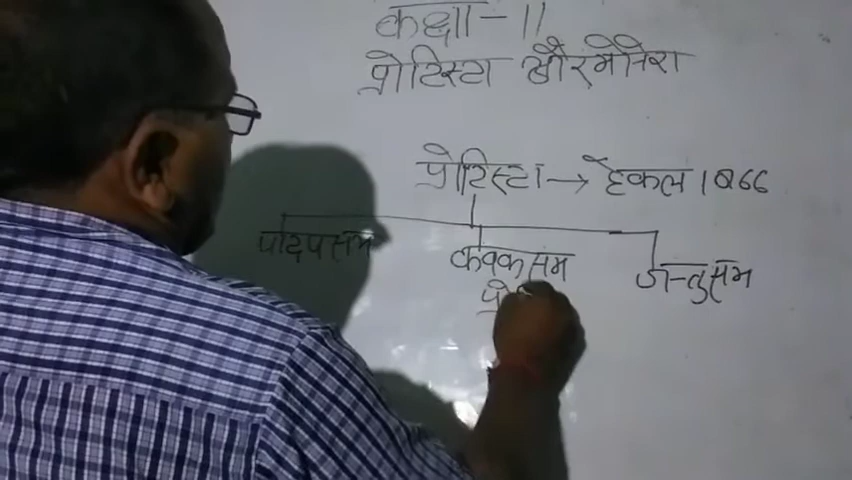 कक्षा - 11
प्रोटिस्टा और मोनेरा
प्रोटिस्टा → हैकल 1866
पादपसम कवकसम जन्तुसम
प्रो